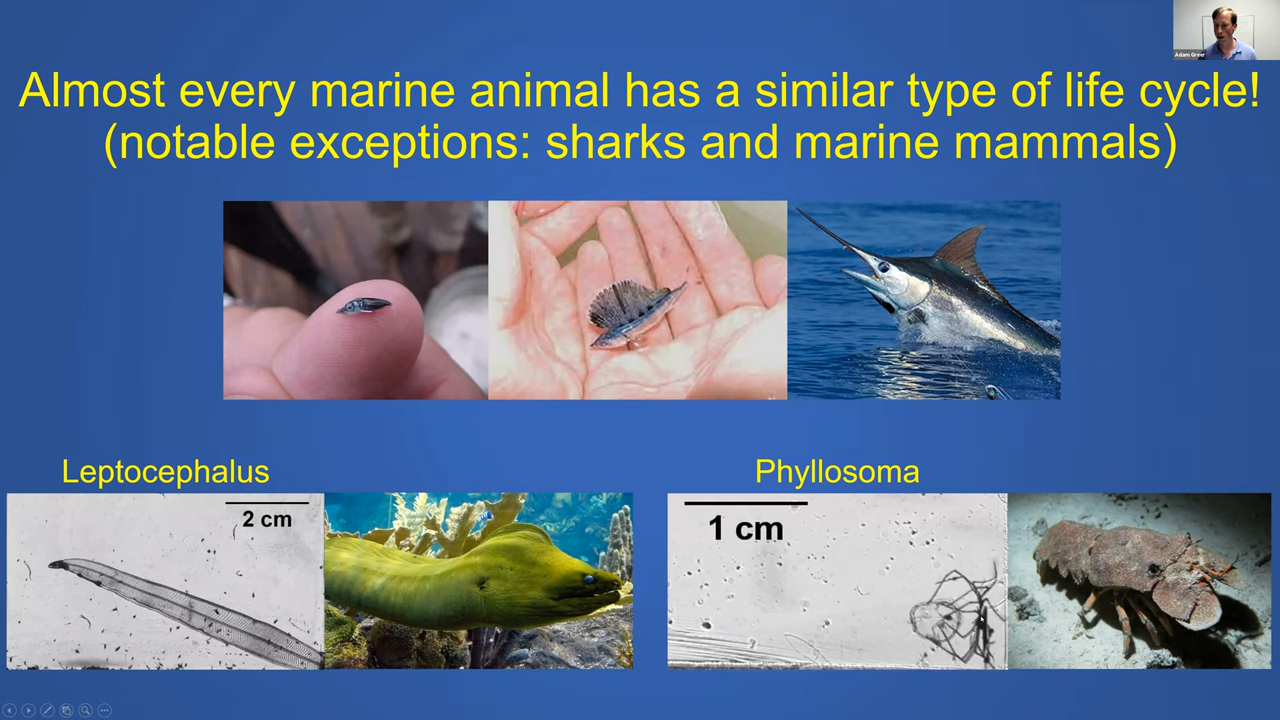 Adam Greer
Almost every marine animal has a similar type of life cycle!
(notable exceptions: sharks and marine mammals)
Leptocephalus
Phyllosoma
2 cm
1 cm